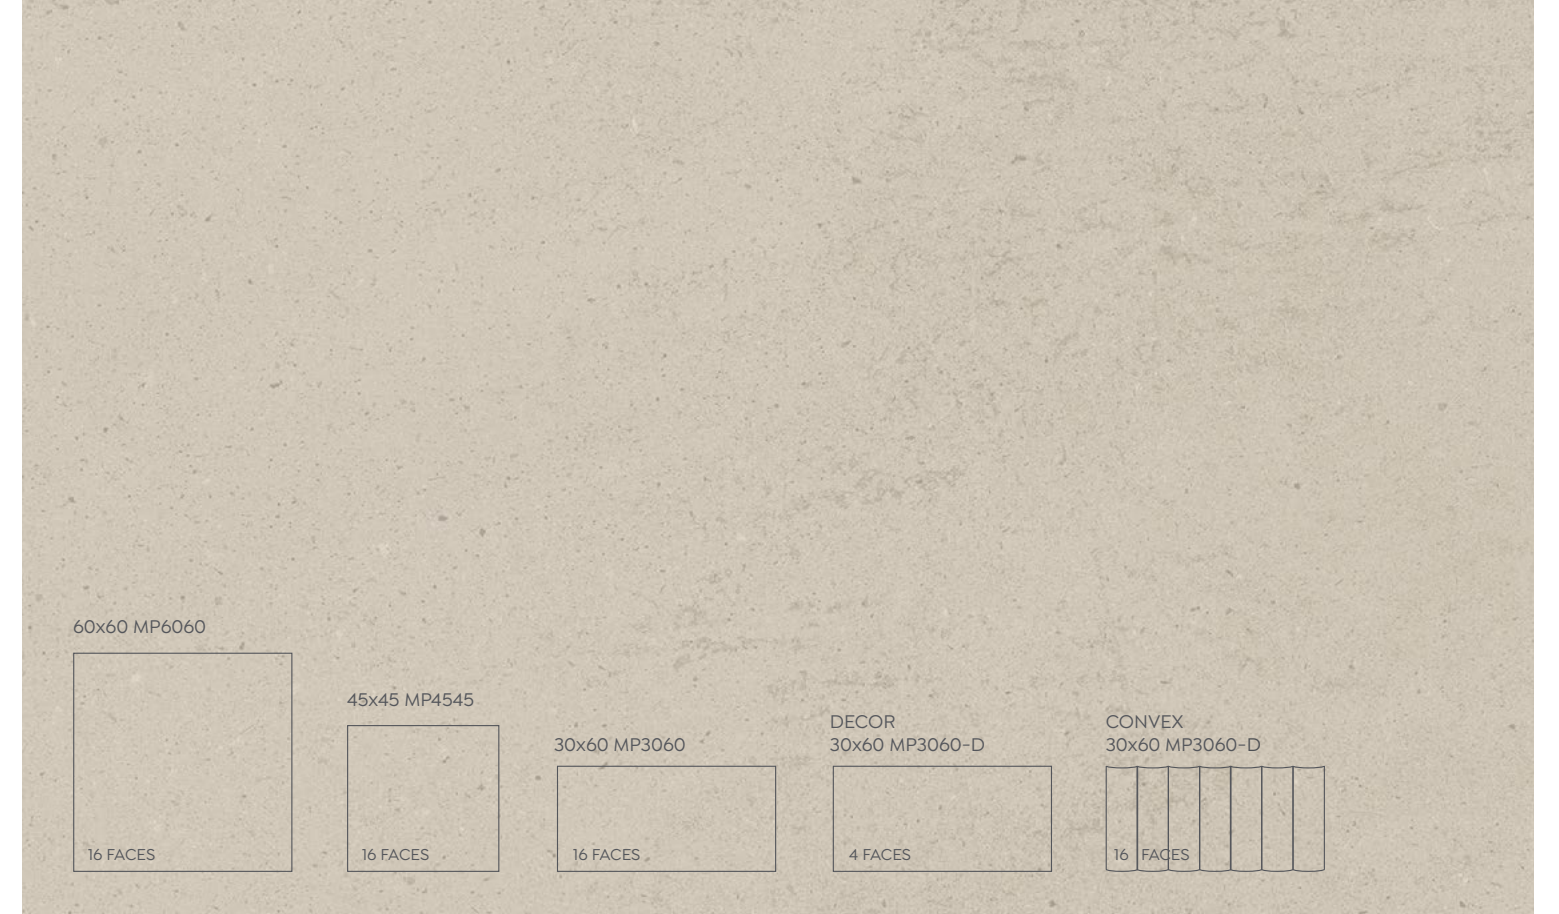 60x60 MP6060
16 FACES
45x45 MP4545
16 FACES
30x60 MP3060
16 FACES
DECOR
30x60 MP3060-D
4 FACES
CONVEX
30x60 MP3060-D
16 FACES